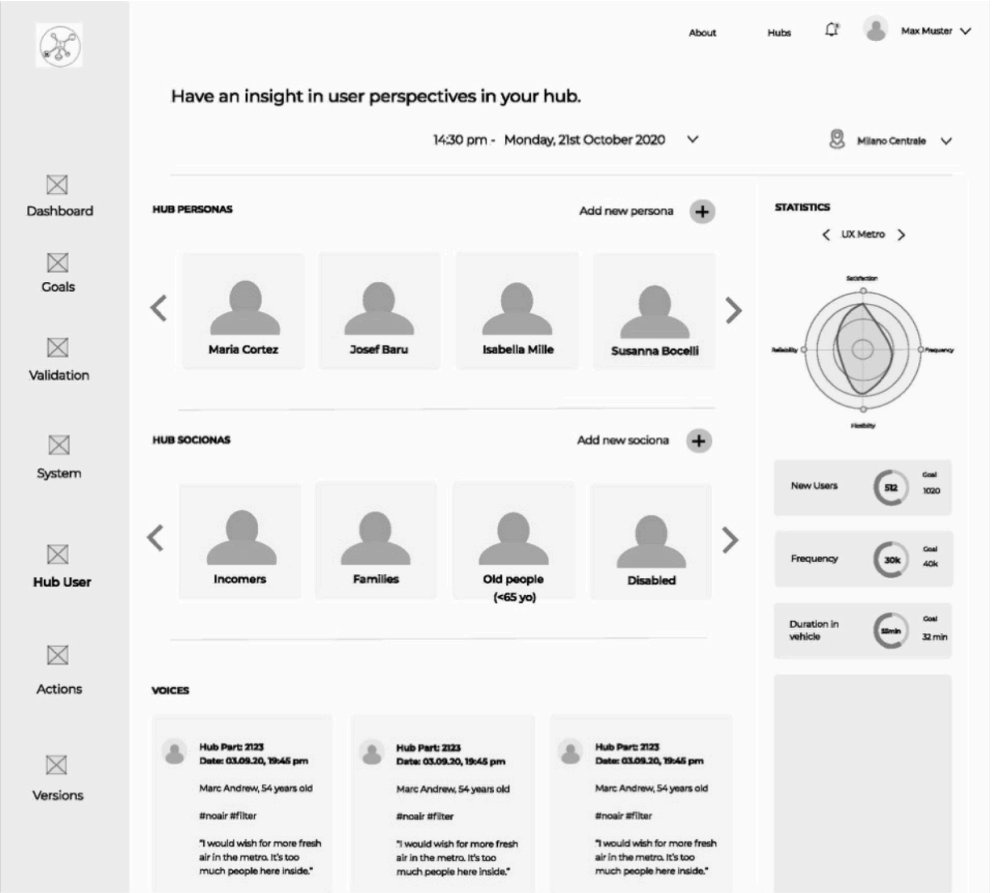 About
Hubs
Max Muster
Have an insight in user perspectives in your hub.
14:30 pm - Monday, 21st October 2020
Milano Centrale
Dashboard
Goals
Validation
System
Hub User
Actions
Versions
HUB PERSONAS
Add new persona
Maria Cortez
Josef Baru
Isabella Mille
Susanna Bocelli
HUB SOCIONAS
Add new sociona
Incomers
Families
Old people
(<65 yo)
Disabled
VOICES
Hub Part: 2123
Date: 03.09.20, 19:45 pm
Marc Andrew, 54 years old
#noair #filter
"I would wish for more fresh
air in the metro. It's too
much people here inside."
Hub Part: 2123
Date: 03.09.20, 19:45 pm
Marc Andrew, 54 years old
#noair #filter
"I would wish for more fresh
air in the metro. It's too
much people here inside."
Hub Part: 2123
Date: 03.09.20, 19:45 pm
Marc Andrew, 54 years old
#noair #filter
"I would wish for more fresh
air in the metro. It's too
much people here inside."
STATISTICS
UX Metro
Satisfaction
Reliability
Frequency
Flexibility
New Users
512
Goal
1020
Frequency
30k
Goal
40k
Duration in
vehicle
Goal
32 min